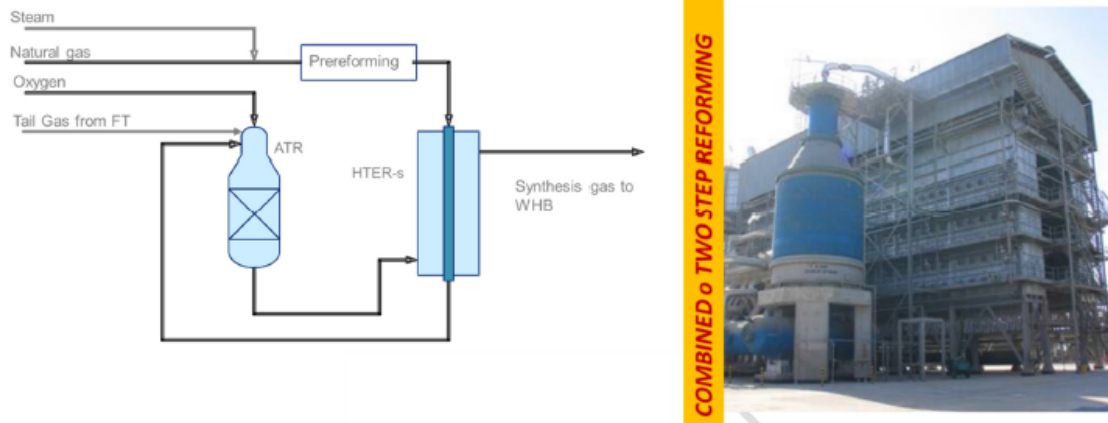 Steam
Natural gas
Prereforming
Oxygen
Tail Gas from FT
ATR
HTER-s
Synthesis gas to
WHB
COMBINED o TWO STEP REFORMING